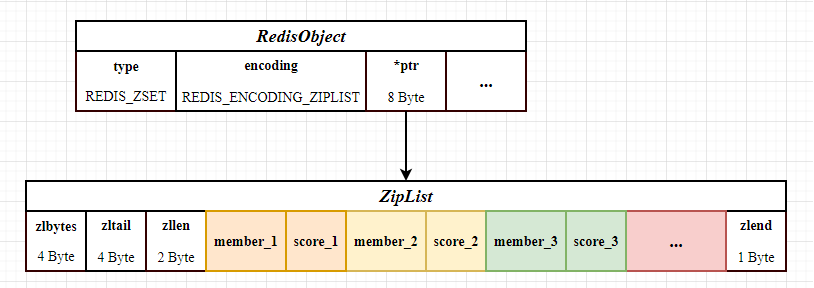 RedisObject
type encoding *ptr ...
REDIS_ZSET REDIS_ENCODING_ZIPLIST 8 Byte
ZipList
zlbytes zltail zllen member_1 score_1 member_2 score_2 member_3 score_3 ... zlend
4 Byte 4 Byte 2 Byte 1 Byte